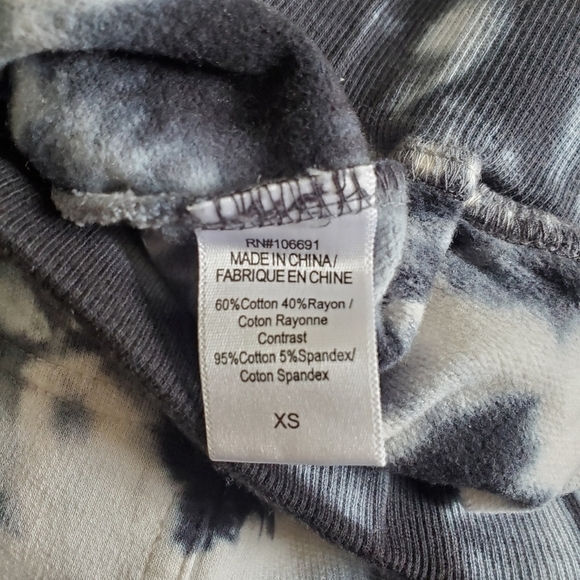 RN#106691
MADE IN CHINA/
FABRIQUE EN CHINE
60%Cotton 40%Rayon /
Coton Rayonne
Contrast
95%Cotton 5%Spandex/
Coton Spandex
XS